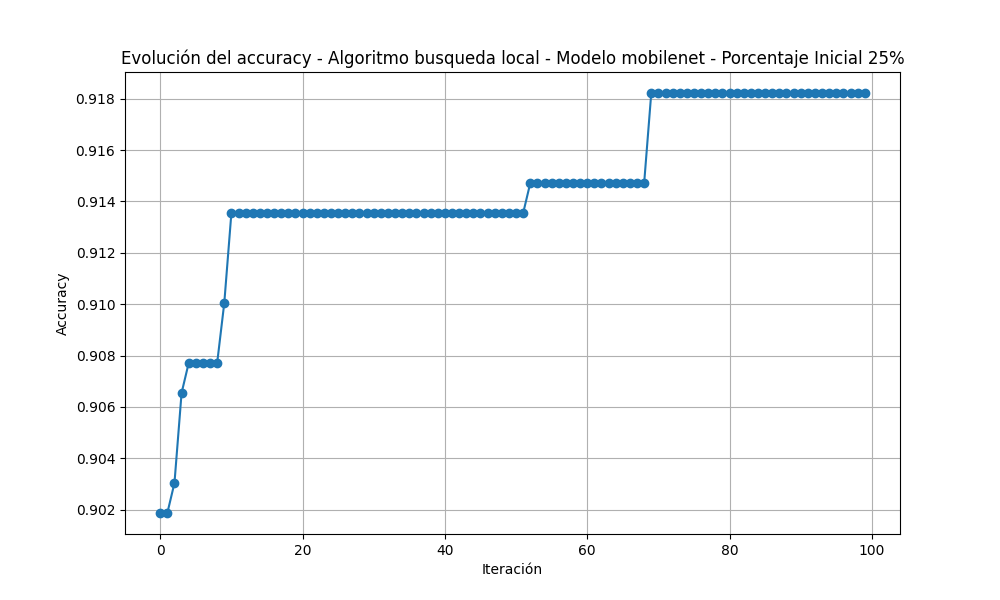 Evolución del accuracy - Algoritmo busqueda local - Modelo mobilenet - Porcentaje Inicial 25%
0.918
0.916
0.914
0.912
0.910
0.908
0.906
0.904
0.902
Accuracy
0 20 40 60 80 100
Iteración